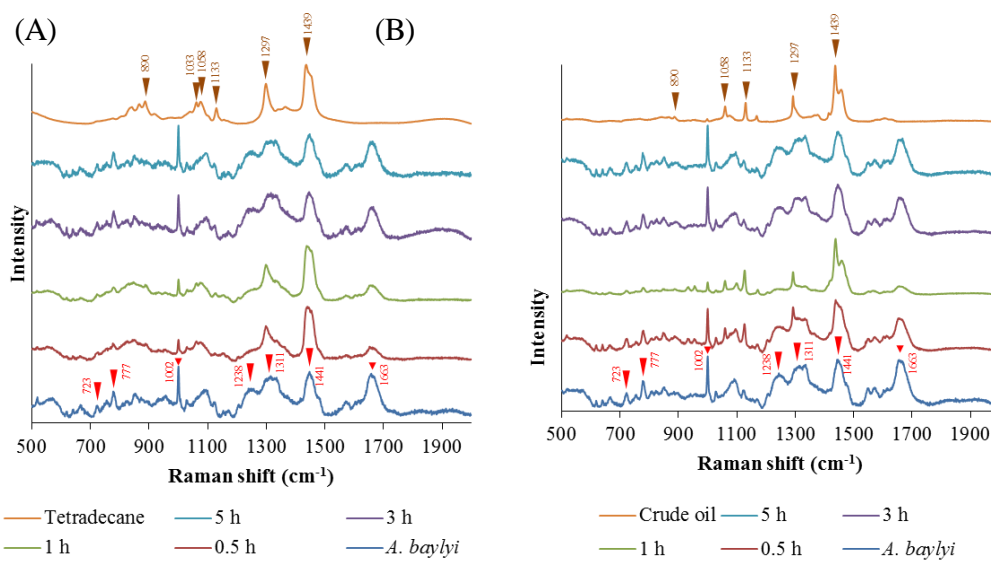 (A)
890
1033
1058
1133
1297
1439
Intensity
723
777
1002
1238
1311
1441
1663
500 700 900 1100 1300 1500 1700 1900
Raman shift (cm-1)
Tetradecane 5 h 3 h
1 h 0.5 h A. baylyi
(B)
890
1058
1133
1297
1439
Intensity
723
777
1002
1238
1311
1441
1663
500 700 900 1100 1300 1500 1700 1900
Raman shift (cm-1)
Crude oil 5 h 3 h
1 h 0.5 h A. baylyi